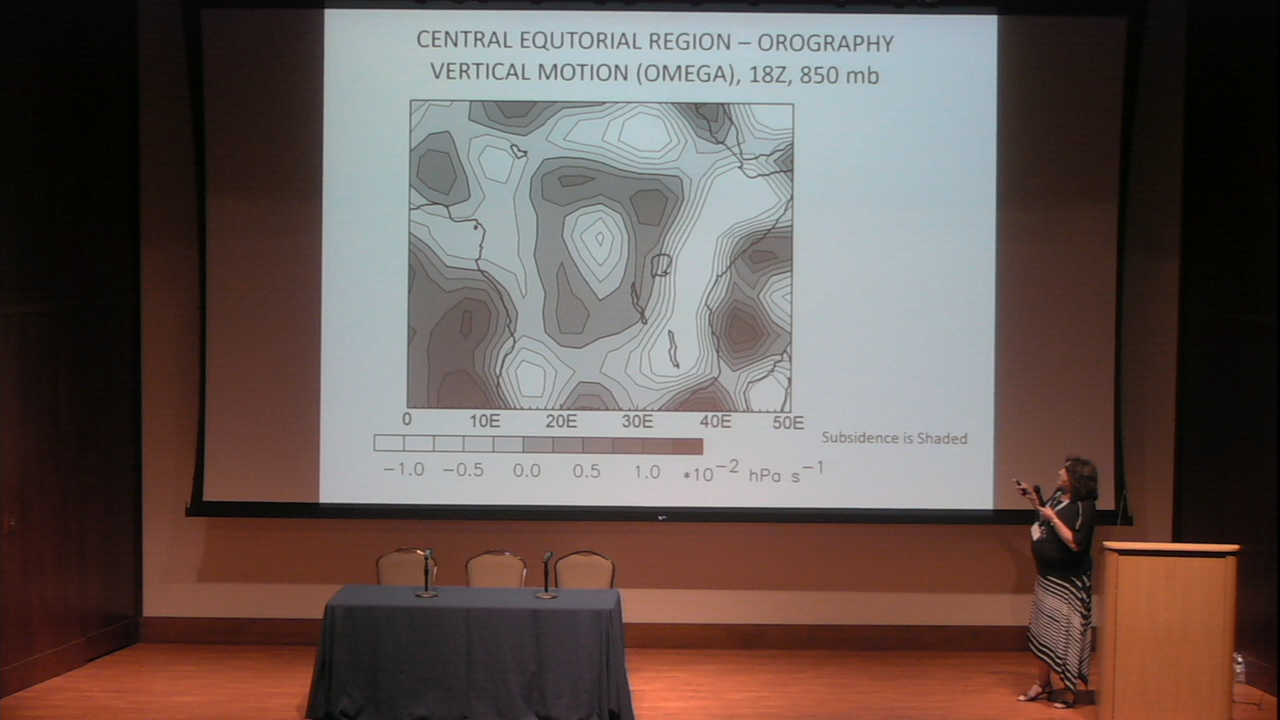 CENTRAL EQUTORIAL REGION – OROGRAPHY
VERTICAL MOTION (OMEGA), 18Z, 850 mb
0 10E 20E 30E 40E 50E
Subsidence is Shaded
−1.0 −0.5 0.0 0.5 1.0 *10⁻² hPa s⁻¹